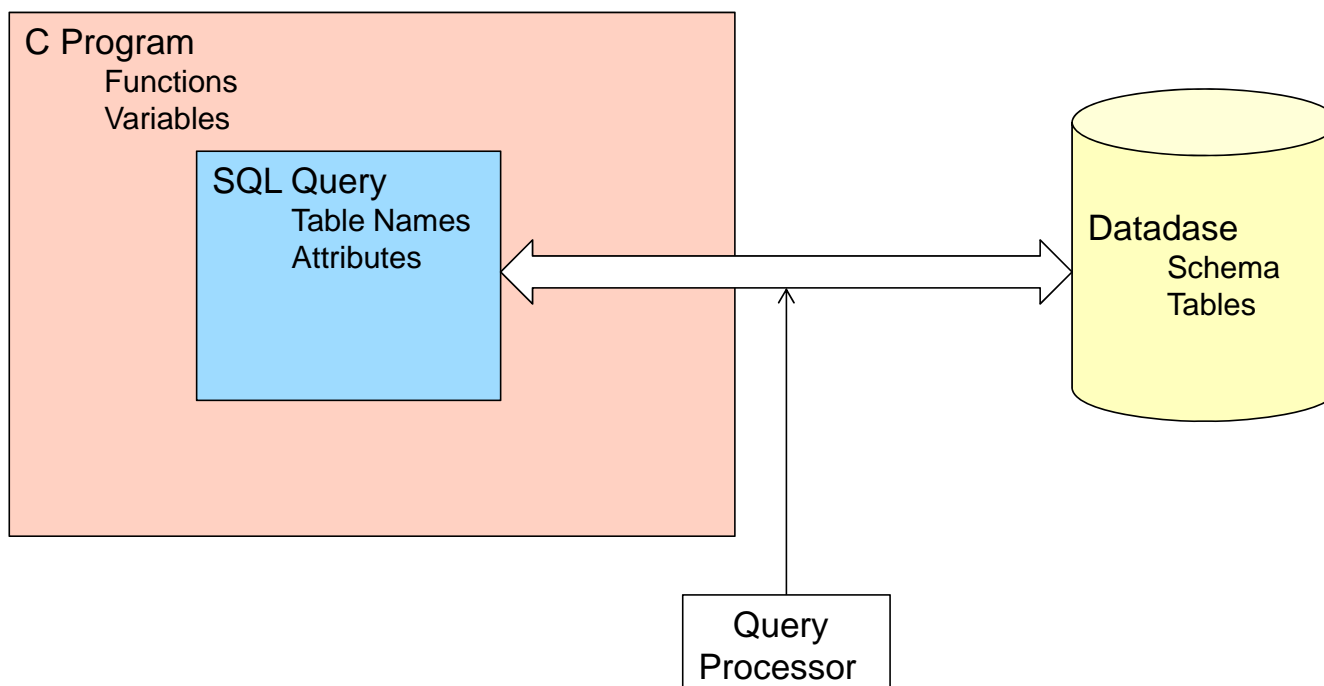 C Program
Functions
Variables
SQL Query
Table Names
Attributes
Datadase
Schema
Tables
Query
Processor